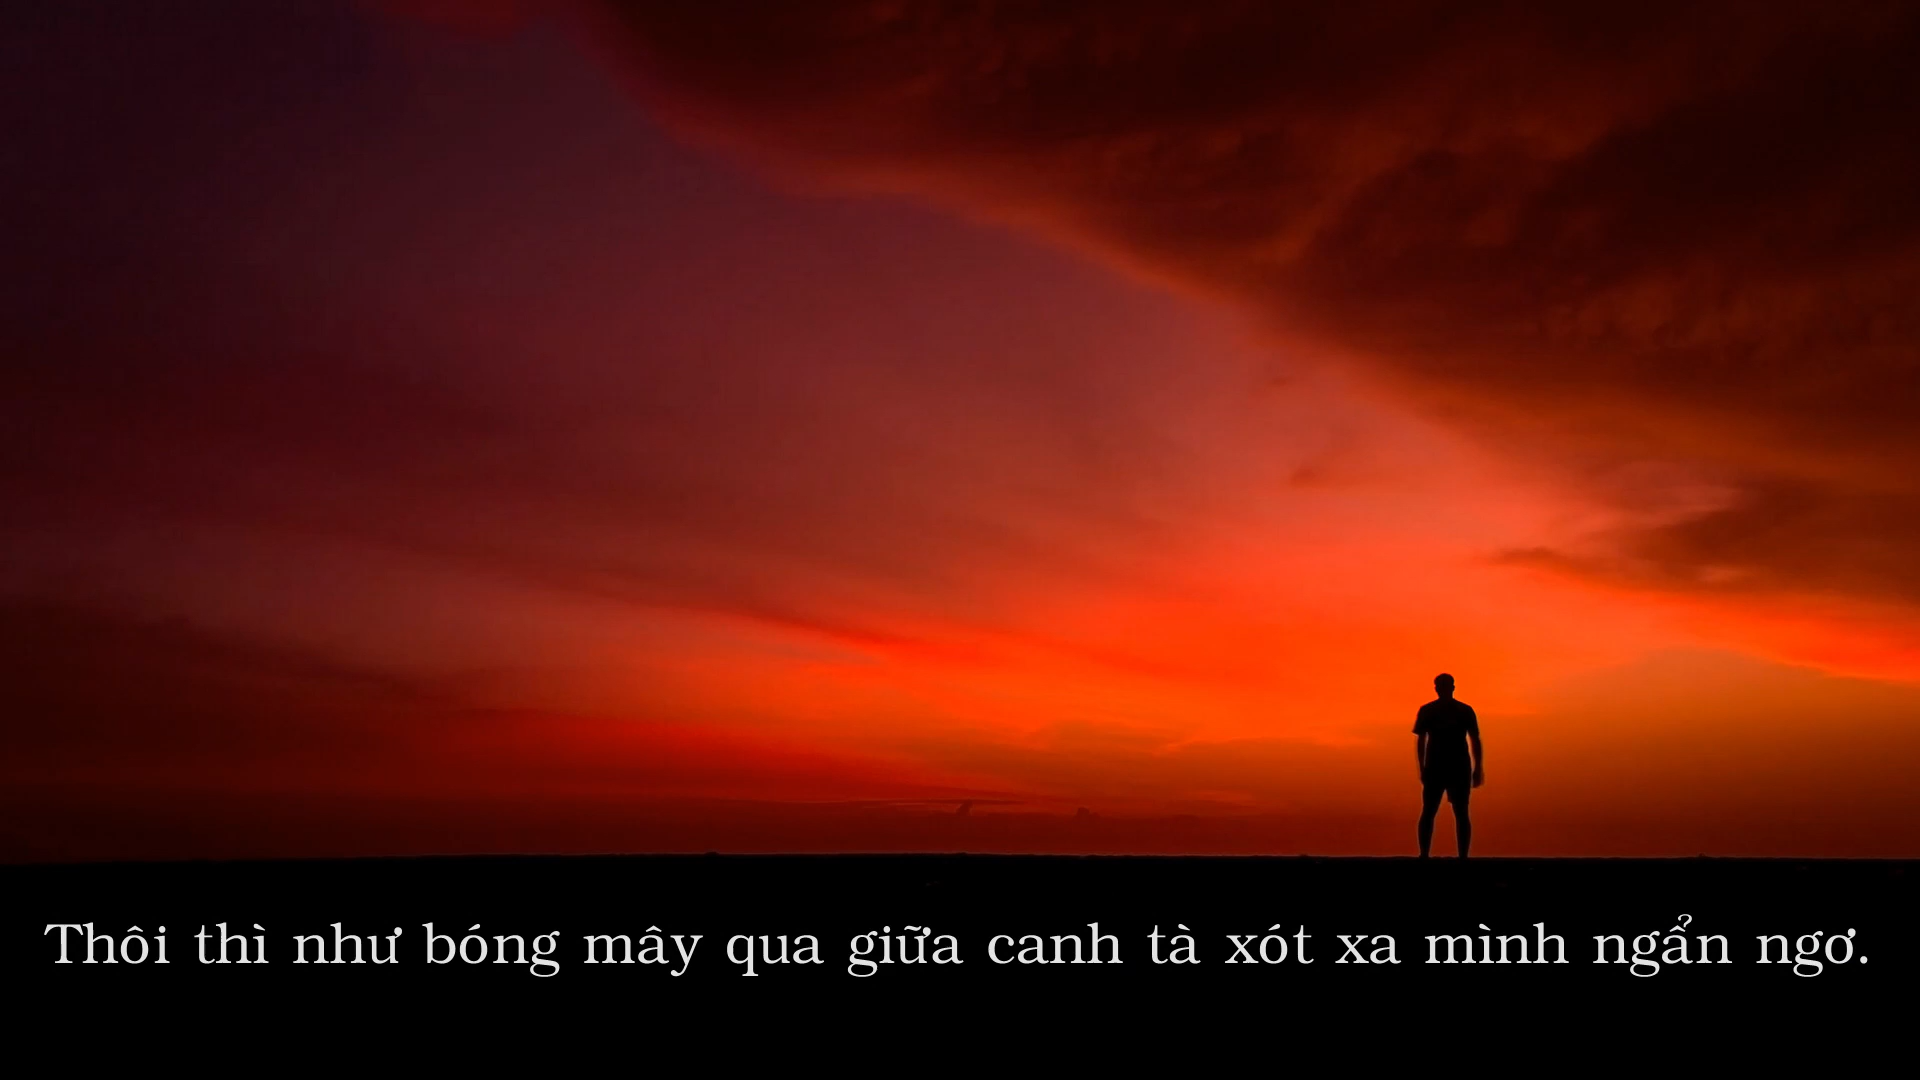 Thôi thì như bóng mây qua giữa canh tà xót xa mình ngẩn ngơ.